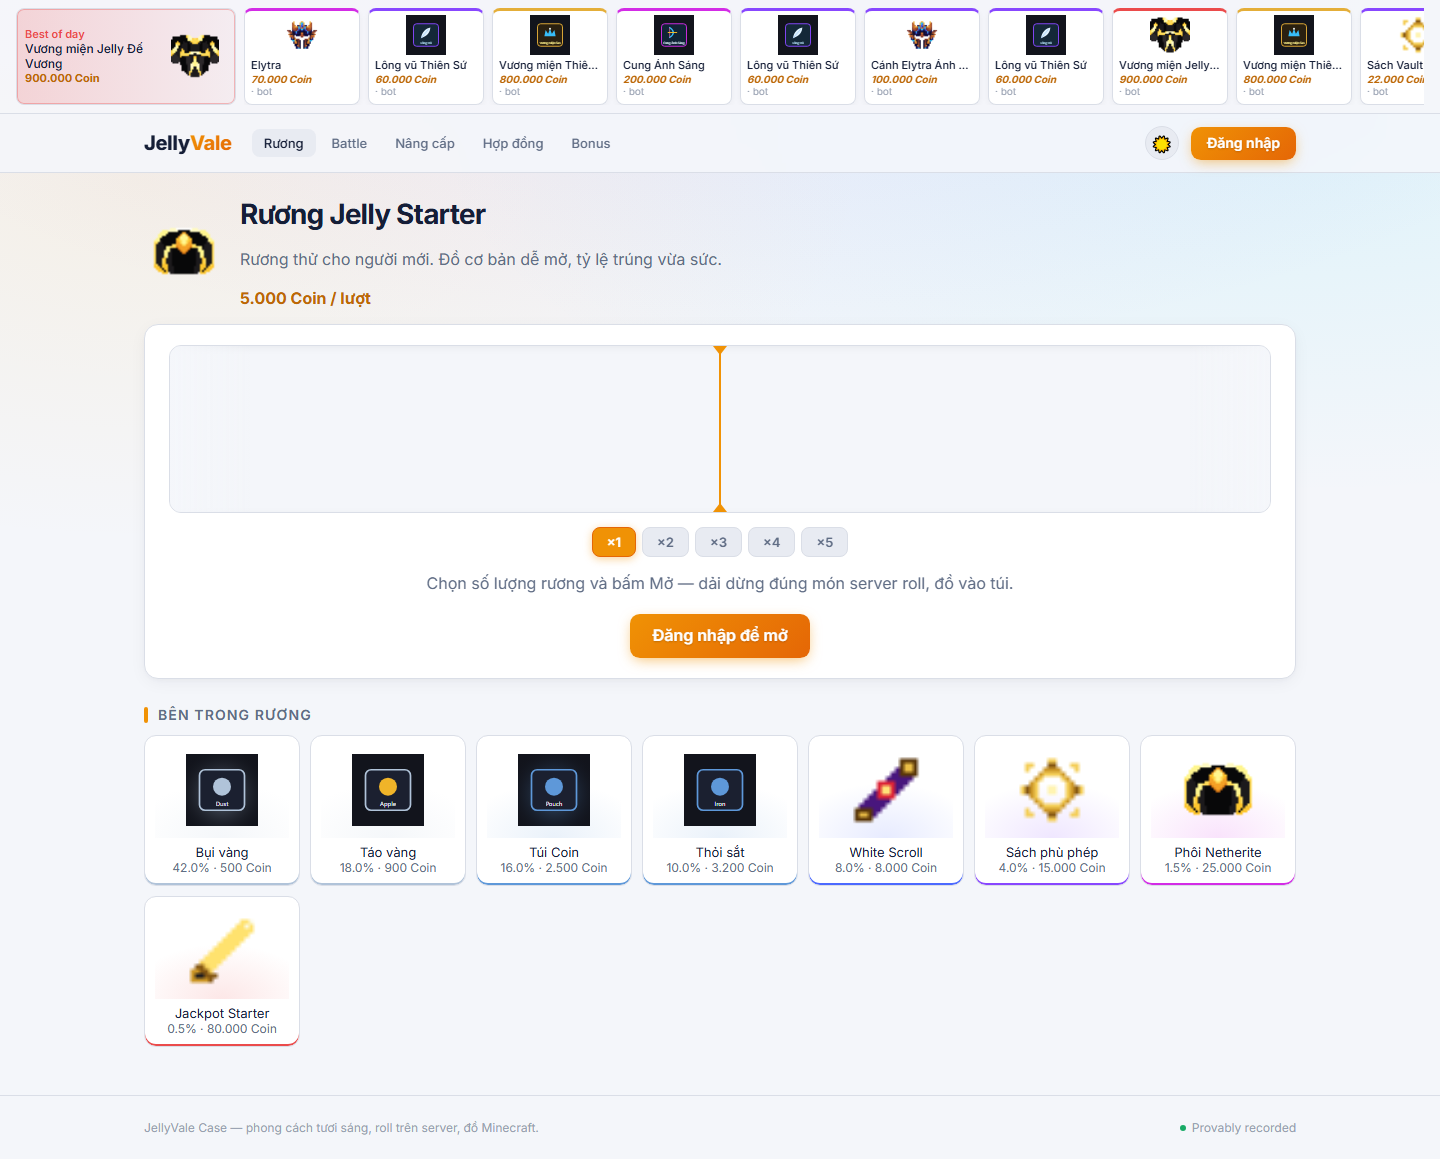 Best of day
Vương miện Jelly Đế
Vương
900.000 Coin
Elytra
70.000 Coin
· bot
Lông vũ Thiên Sứ
60.000 Coin
· bot
Vương miện Thiê...
800.000 Coin
· bot
Cung Ánh Sáng
200.000 Coin
· bot
Lông vũ Thiên Sứ
60.000 Coin
· bot
Cánh Elytra Ánh ...
100.000 Coin
· bot
Lông vũ Thiên Sứ
60.000 Coin
· bot
Vương miện Jelly...
900.000 Coin
· bot
Vương miện Thiê...
800.000 Coin
· bot
Sách Vault
22.000 Coin
· bot
JellyVale
Rương
Battle
Nâng cấp
Hợp đồng
Bonus
Đăng nhập
Rương Jelly Starter
Rương thử cho người mới. Đồ cơ bản dễ mở, tỷ lệ trúng vừa sức.
5.000 Coin / lượt
×1
×2
×3
×4
×5
Chọn số lượng rương và bấm Mở — dải dừng đúng món server roll, đồ vào túi.
Đăng nhập để mở
BÊN TRONG RƯƠNG
Dust
Bụi vàng
42.0% · 500 Coin
Apple
Táo vàng
18.0% · 900 Coin
Pouch
Túi Coin
16.0% · 2.500 Coin
Iron
Thỏi sắt
10.0% · 3.200 Coin
White Scroll
8.0% · 8.000 Coin
Sách phù phép
4.0% · 15.000 Coin
Phôi Netherite
1.5% · 25.000 Coin
Jackpot Starter
0.5% · 80.000 Coin
JellyVale Case — phong cách tươi sáng, roll trên server, đồ Minecraft.
Provably recorded